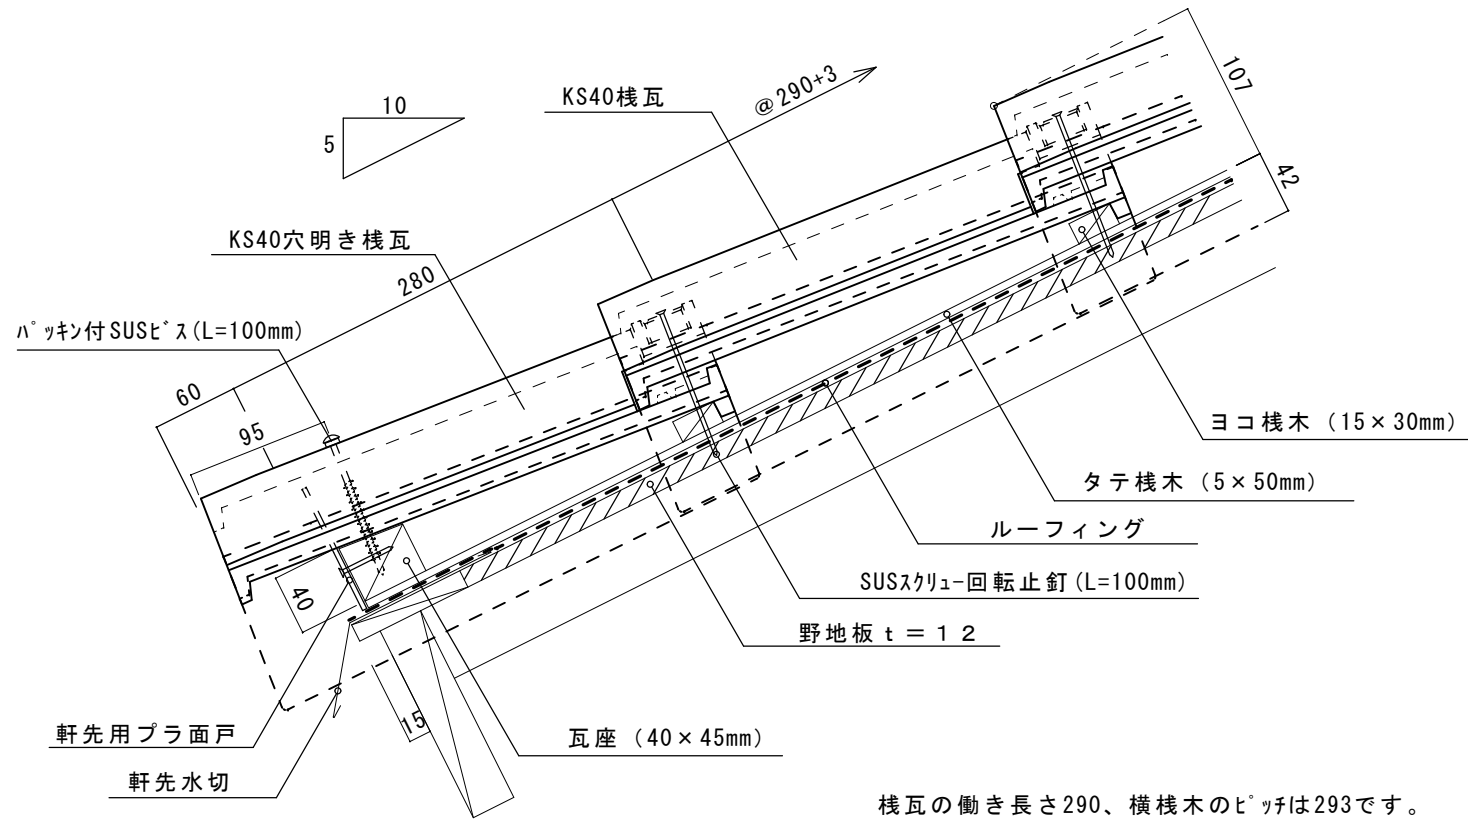 107
@290+3
KS40桟瓦
10
5
42
KS40穴明き桟瓦
280
ﾊﾟｯｷﾝ付SUSﾋﾞｽ(L=100mm)
60
95
ヨコ桟木（15×30mm）
タテ桟木（5×50mm）
ルーフィング
SUSｽｸﾘｭｰ回転止釘(L=100mm)
40
野地板ｔ＝１２
15
軒先用プラ面戸
瓦座（40×45mm）
軒先水切
桟瓦の働き長さ290、横桟木のﾋﾟｯﾁは293です。